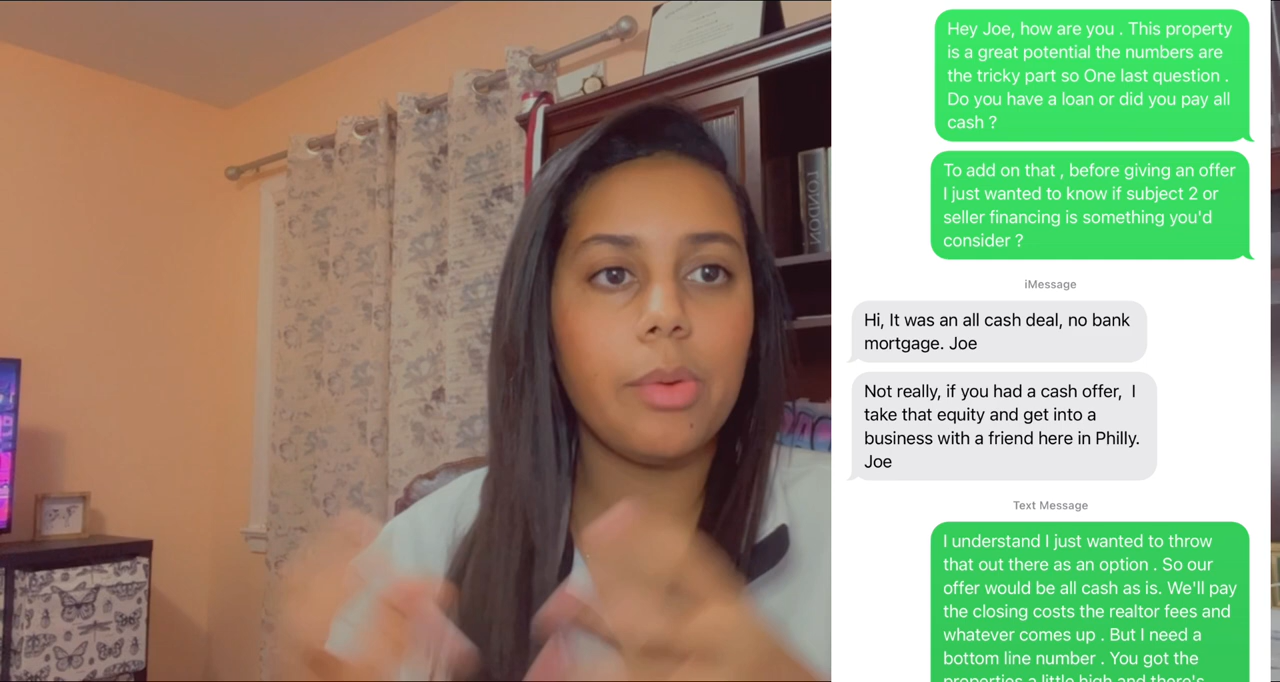 Hey Joe, how are you . This property
is a great potential the numbers are
the tricky part so One last question .
Do you have a loan or did you pay all
cash ?
To add on that , before giving an offer
I just wanted to know if subject 2 or
seller financing is something you'd
consider ?
iMessage
Hi, It was an all cash deal, no bank
mortgage. Joe
Not really, if you had a cash offer, I
take that equity and get into a
business with a friend here in Philly.
Joe
Text Message
I understand I just wanted to throw
that out there as an option . So our
offer would be all cash as is. We'll pay
the closing costs the realtor fees and
whatever comes up . But I need a
bottom line number . You got the
properties a little high and there's
LONDON